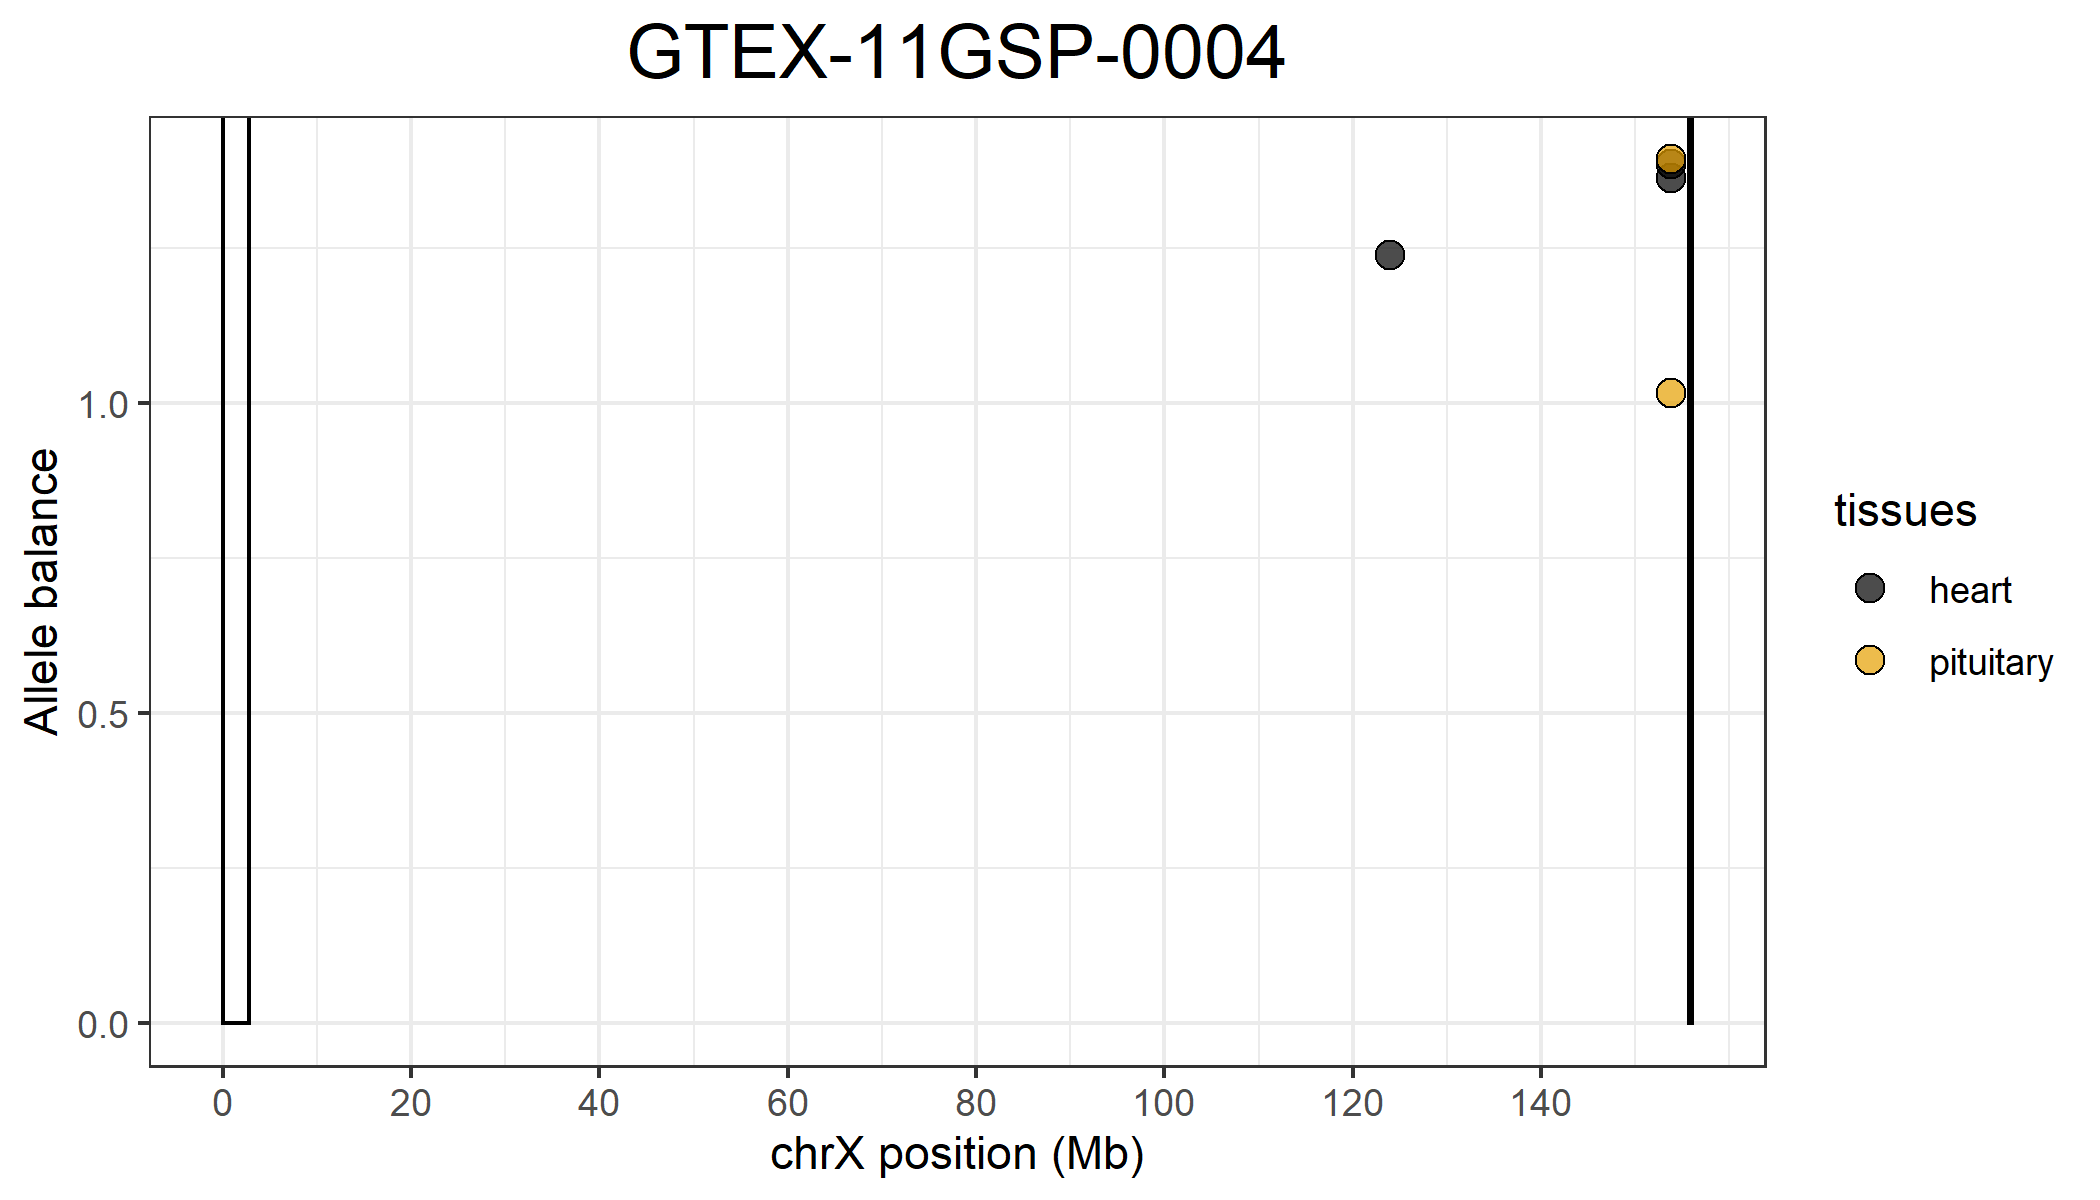 GTEX-11GSP-0004
Allele balance
1.0
0.5
0.0
0 20 40 60 80 100 120 140
chrX position (Mb)
tissues
heart
pituitary